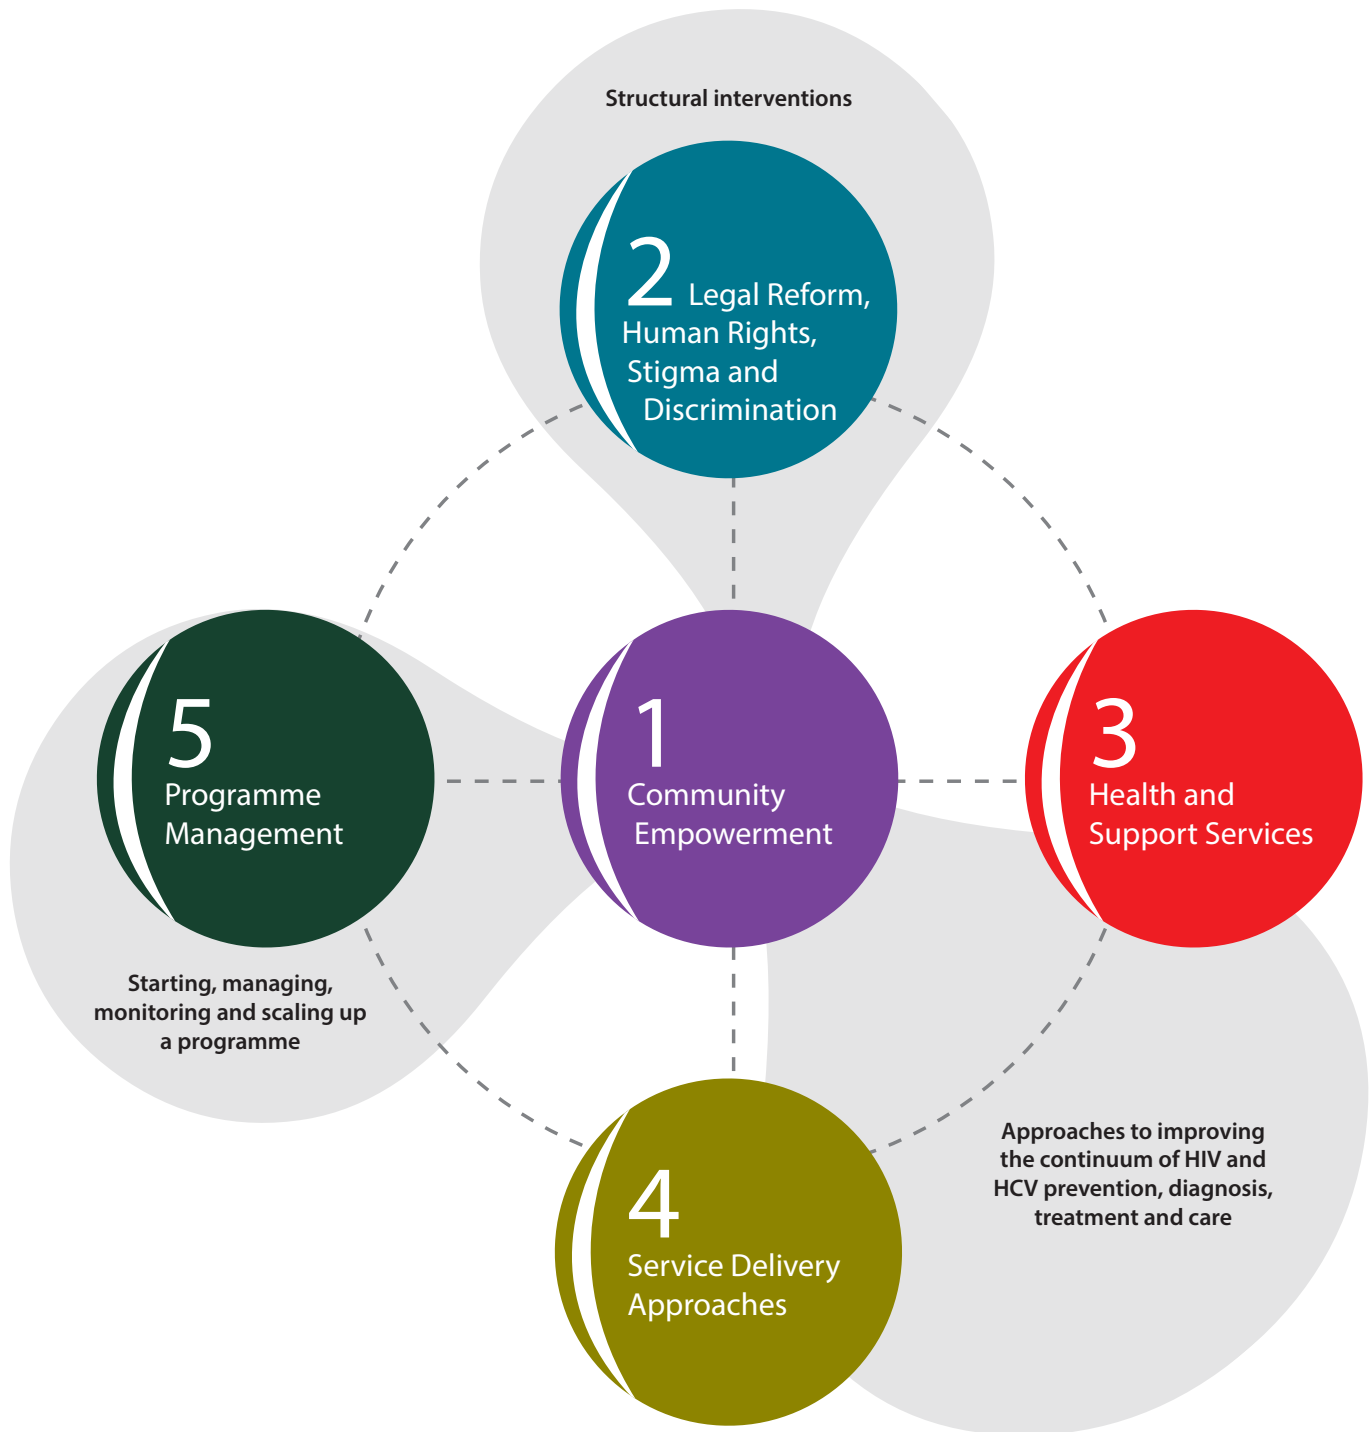 Structural interventions
2 Legal Reform,
Human Rights,
Stigma and
Discrimination
5
Programme
Management
1
Community
Empowerment
3
Health and
Support Services
Starting, managing,
monitoring and scaling up
a programme
4
Service Delivery
Approaches
Approaches to improving
the continuum of HIV and
HCV prevention, diagnosis,
treatment and care